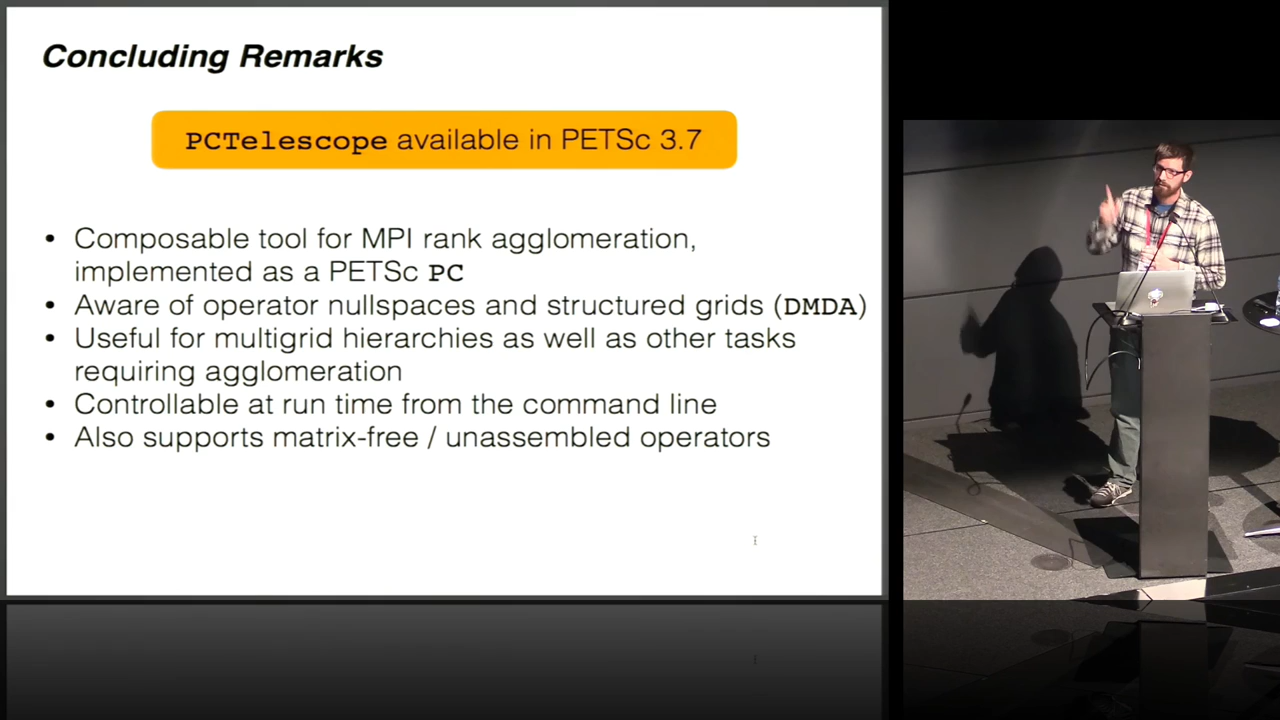 Concluding Remarks
PCTelescope available in PETSc 3.7
• Composable tool for MPI rank agglomeration,
implemented as a PETSc PC
• Aware of operator nullspaces and structured grids (DMDA)
• Useful for multigrid hierarchies as well as other tasks
requiring agglomeration
• Controllable at run time from the command line
• Also supports matrix-free / unassembled operators